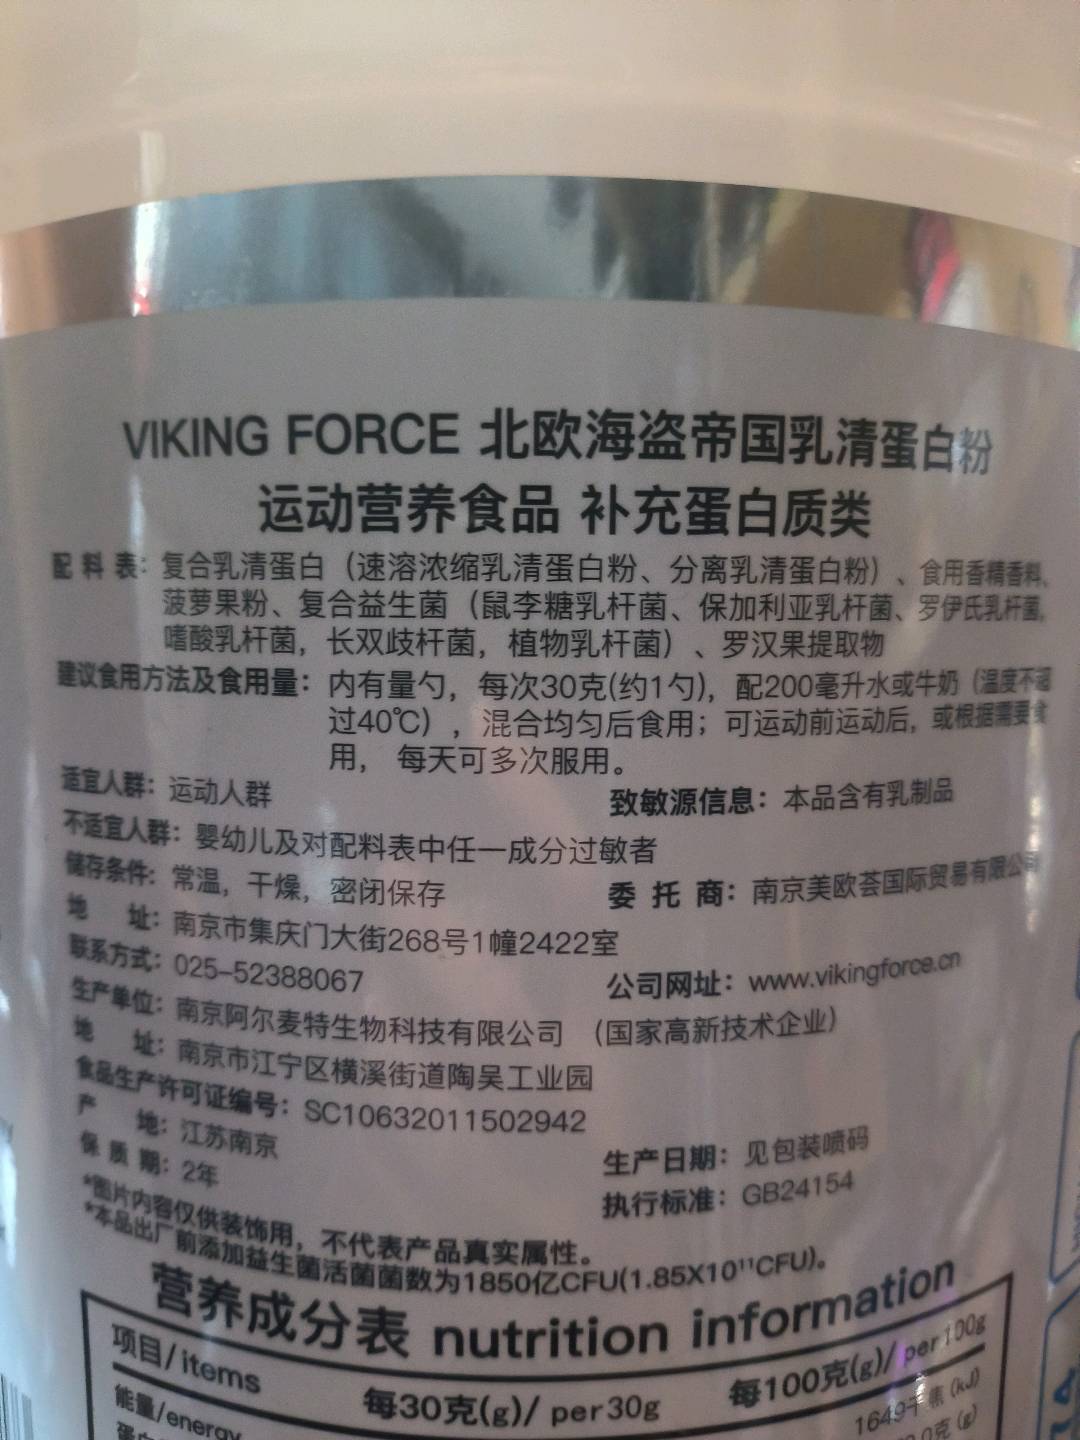 VIKING FORCE 北欧海盗帝国乳清蛋白粉
运动营养食品 补充蛋白质类
配料表：复合乳清蛋白（速溶浓缩乳清蛋白粉、分离乳清蛋白粉）、食用香精香料、
菠萝果粉、复合益生菌（鼠李糖乳杆菌、保加利亚乳杆菌、罗伊氏乳杆菌，
嗜酸乳杆菌，长双歧杆菌，植物乳杆菌）、罗汉果提取物
建议食用方法及食用量：内有量勺，每次30克(约1勺)，配200毫升水或牛奶（温度不超
过40℃），混合均匀后食用；可运动前运动后，或根据需要食
用， 每天可多次服用。
适宜人群：运动人群 致敏源信息：本品含有乳制品
不适宜人群：婴幼儿及对配料表中任一成分过敏者
储存条件：常温，干燥，密闭保存 委托商：南京美欧荟国际贸易有限公司
地 址：南京市集庆门大街268号1幢2422室
联系方式：025-52388067 公司网址：www.vikingforce.cn
生产单位：南京阿尔麦特生物科技有限公司 （国家高新技术企业）
地 址：南京市江宁区横溪街道陶吴工业园
食品生产许可证编号：SC10632011502942
产 地：江苏南京 生产日期：见包装喷码
保质期：2年 执行标准：GB24154
*图片内容仅供装饰用，不代表产品真实属性。
*本品出厂前添加益生菌活菌菌数为1850亿CFU(1.85X10¹¹CFU)。
营养成分表 nutrition information
项目/items 每30克(g)/ per30g 每100克(g)/ per100g
能量/energy 1649千焦(kJ)